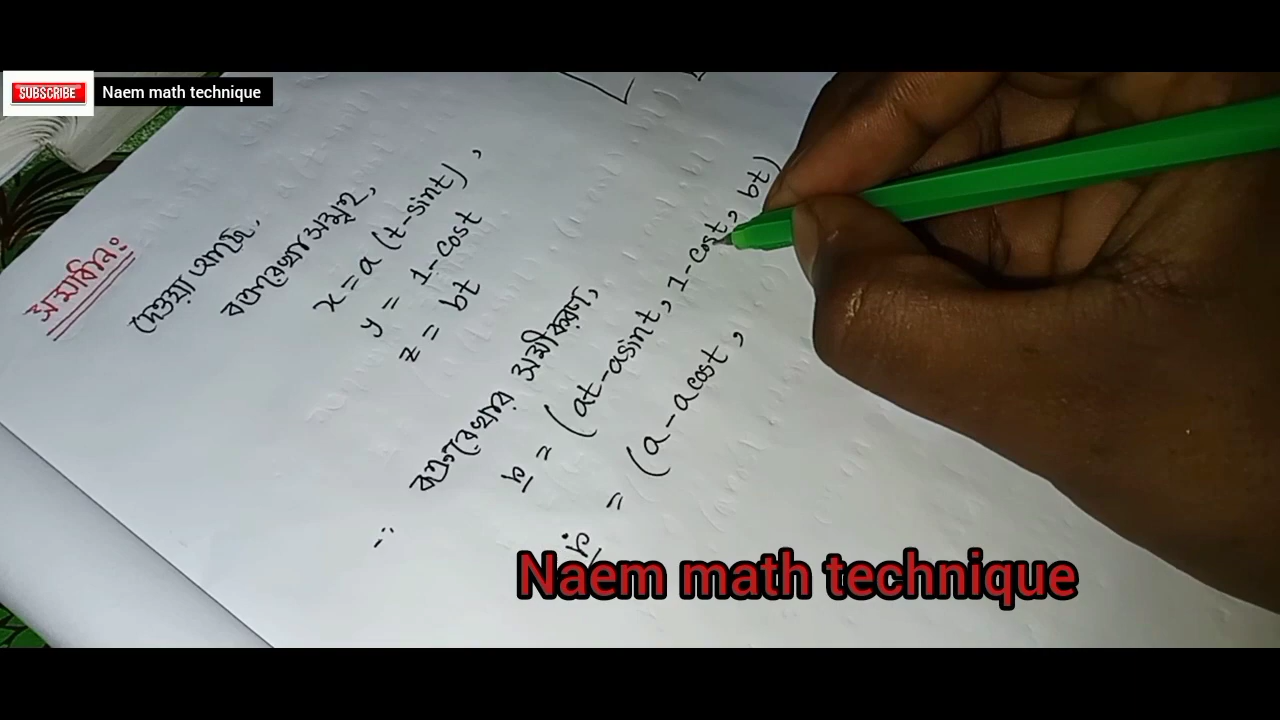 SUBSCRIBE Naem math technique
সমাধানঃ
দেওয়া আছে,
বক্ররেখাসমূহ,
x = a (t-sint),
y = 1-cost
z = bt
∴ বক্ররেখার সমীকরণ,
r = (at-asint, 1-cost, bt)
ṙ = (a-acost,
Naem math technique